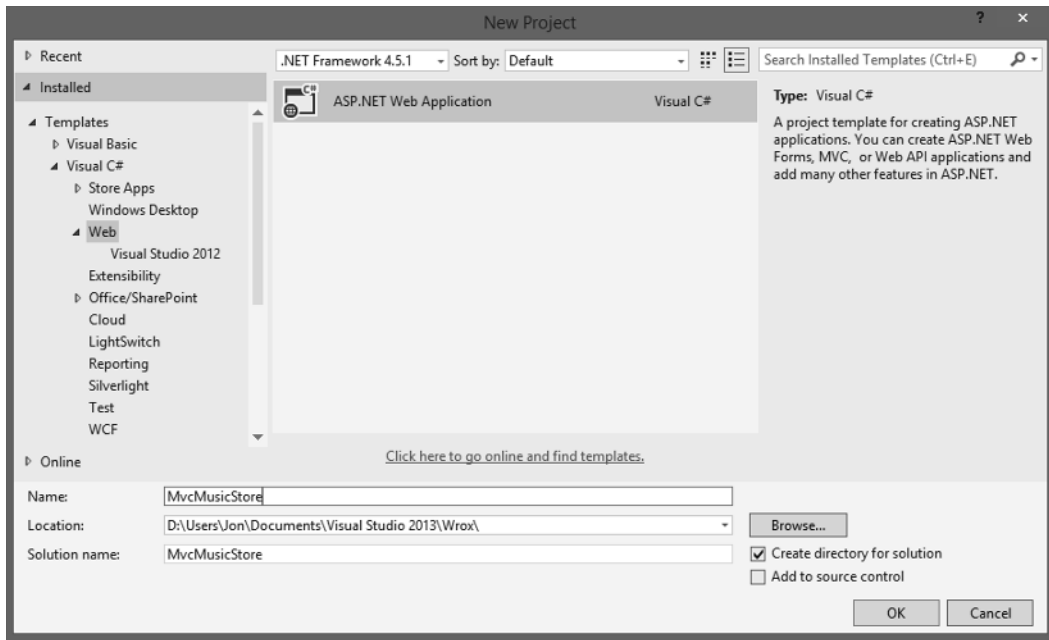 New Project
? ×
Recent
Installed
Templates
Visual Basic
Visual C#
Store Apps
Windows Desktop
Web
Visual Studio 2012
Extensibility
Office/SharePoint
Cloud
LightSwitch
Reporting
Silverlight
Test
WCF
Online
.NET Framework 4.5.1 Sort by: Default
C# ASP.NET Web Application Visual C#
Click here to go online and find templates.
Search Installed Templates (Ctrl+E)
Type: Visual C#
A project template for creating ASP.NET
applications. You can create ASP.NET Web
Forms, MVC, or Web API applications and
add many other features in ASP.NET.
Name: MvcMusicStore
Location: D:\Users\Jon\Documents\Visual Studio 2013\Wrox\ Browse...
Solution name: MvcMusicStore
Create directory for solution
Add to source control
OK Cancel